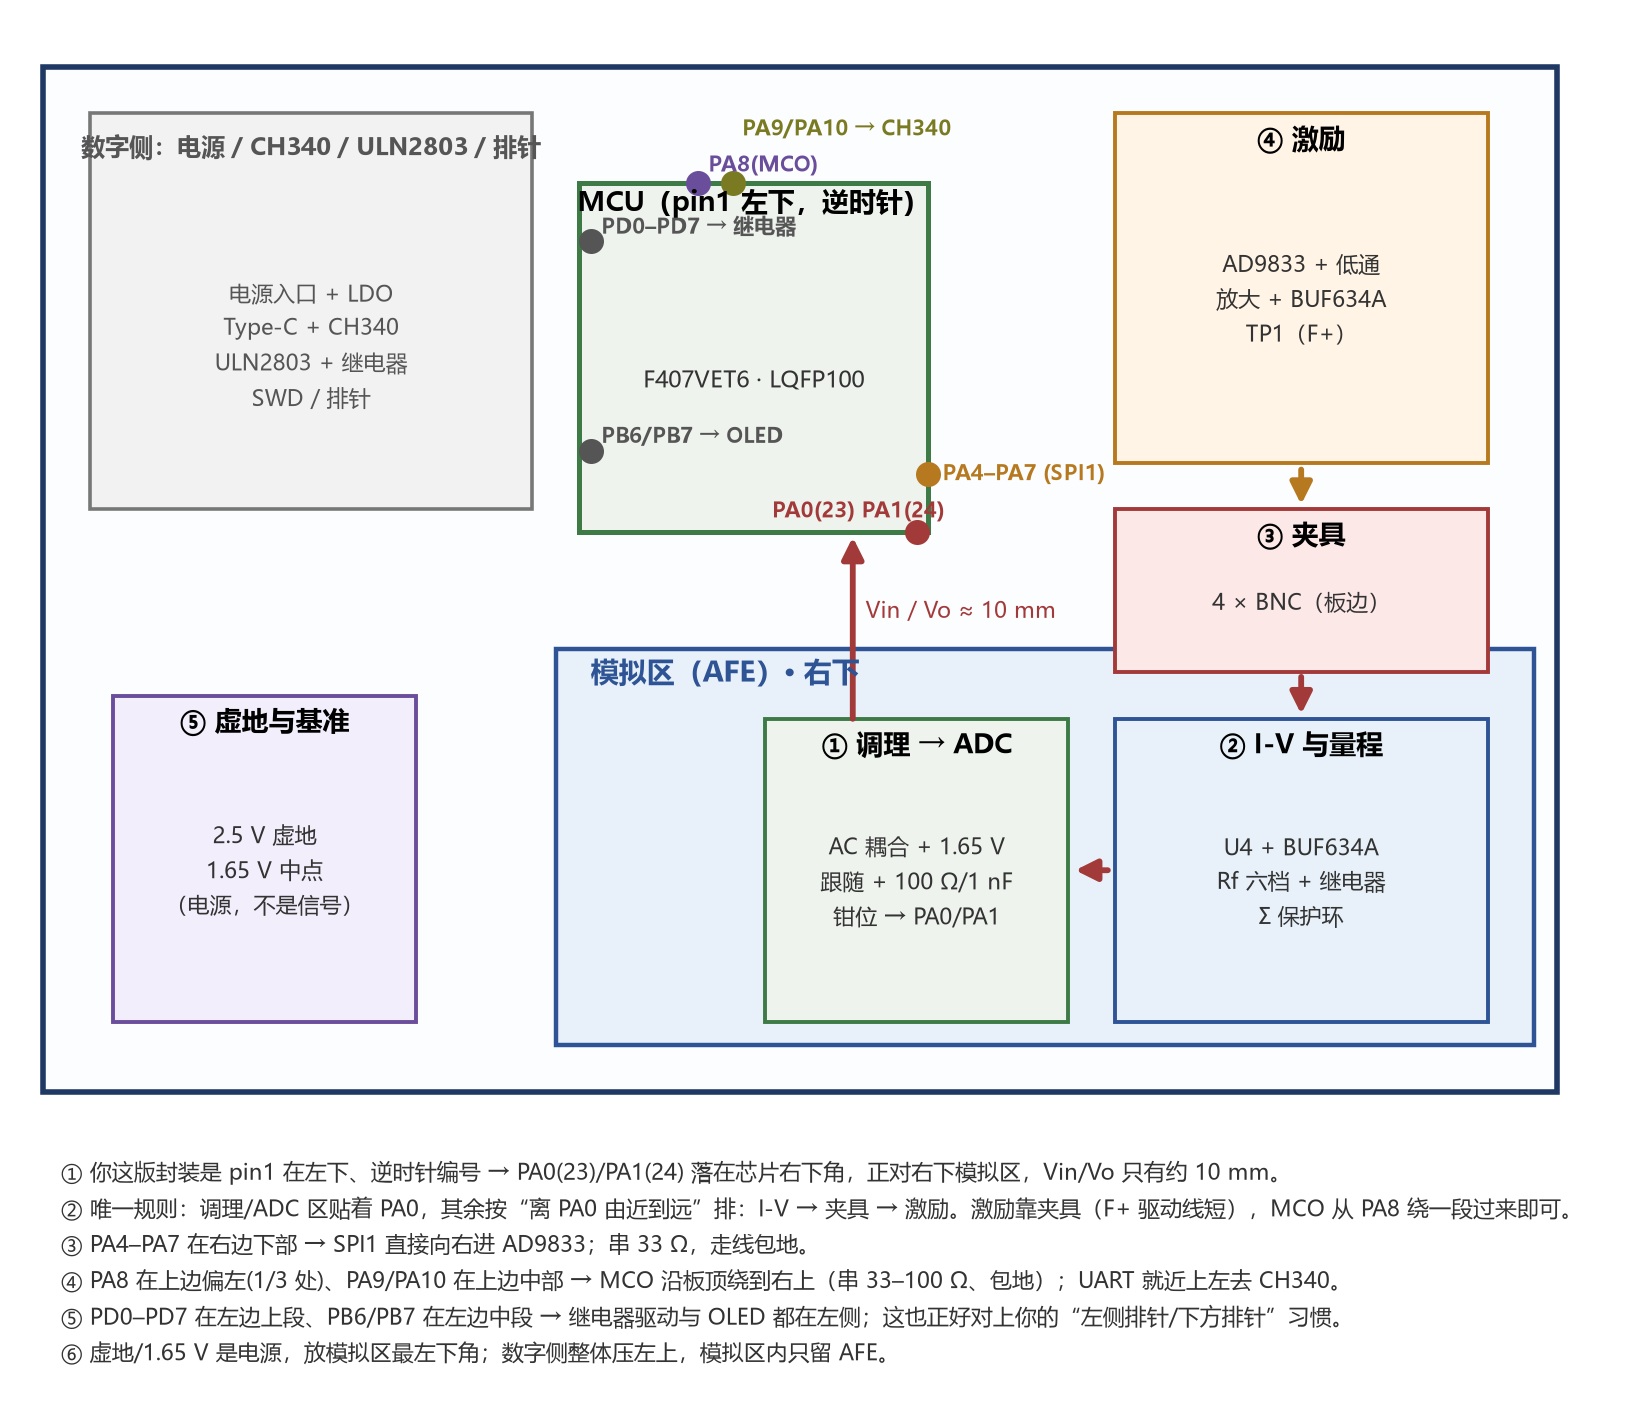 数字侧：电源 / CH340 / ULN2803 / 排针
电源入口 + LDO
Type-C + CH340
ULN2803 + 继电器
SWD / 排针
PA9/PA10 → CH340
PA8(MCO)
MCU（pin1 左下，逆时针）
PD0–PD7 → 继电器
F407VET6 · LQFP100
PB6/PB7 → OLED
PA4–PA7 (SPI1)
PA0(23) PA1(24)
④ 激励
AD9833 + 低通
放大 + BUF634A
TP1（F+）
③ 夹具
4 × BNC（板边）
Vin / Vo ≈ 10 mm
模拟区（AFE）· 右下
⑤ 虚地与基准
2.5 V 虚地
1.65 V 中点
（电源，不是信号）
① 调理 → ADC
AC 耦合 + 1.65 V
跟随 + 100 Ω/1 nF
钳位 → PA0/PA1
② I-V 与量程
U4 + BUF634A
Rf 六档 + 继电器
Σ 保护环
① 你这版封装是 pin1 在左下、逆时针编号 → PA0(23)/PA1(24) 落在芯片右下角，正对右下模拟区，Vin/Vo 只有约 10 mm。
② 唯一规则：调理/ADC 区贴着 PA0，其余按“离 PA0 由近到远”排：I-V → 夹具 → 激励。激励靠夹具（F+ 驱动线短），MCO 从 PA8 绕一段过来即可。
③ PA4–PA7 在右边下部 → SPI1 直接向右进 AD9833；串 33 Ω，走线包地。
④ PA8 在上边偏左(1/3 处)、PA9/PA10 在上边中部 → MCO 沿板顶绕到右上（串 33–100 Ω、包地）；UART 就近上左去 CH340。
⑤ PD0–PD7 在左边上段、PB6/PB7 在左边中段 → 继电器驱动与 OLED 都在左侧；这也正好对上你的“左侧排针/下方排针”习惯。
⑥ 虚地/1.65 V 是电源，放模拟区最左下角；数字侧整体压左上，模拟区内只留 AFE。